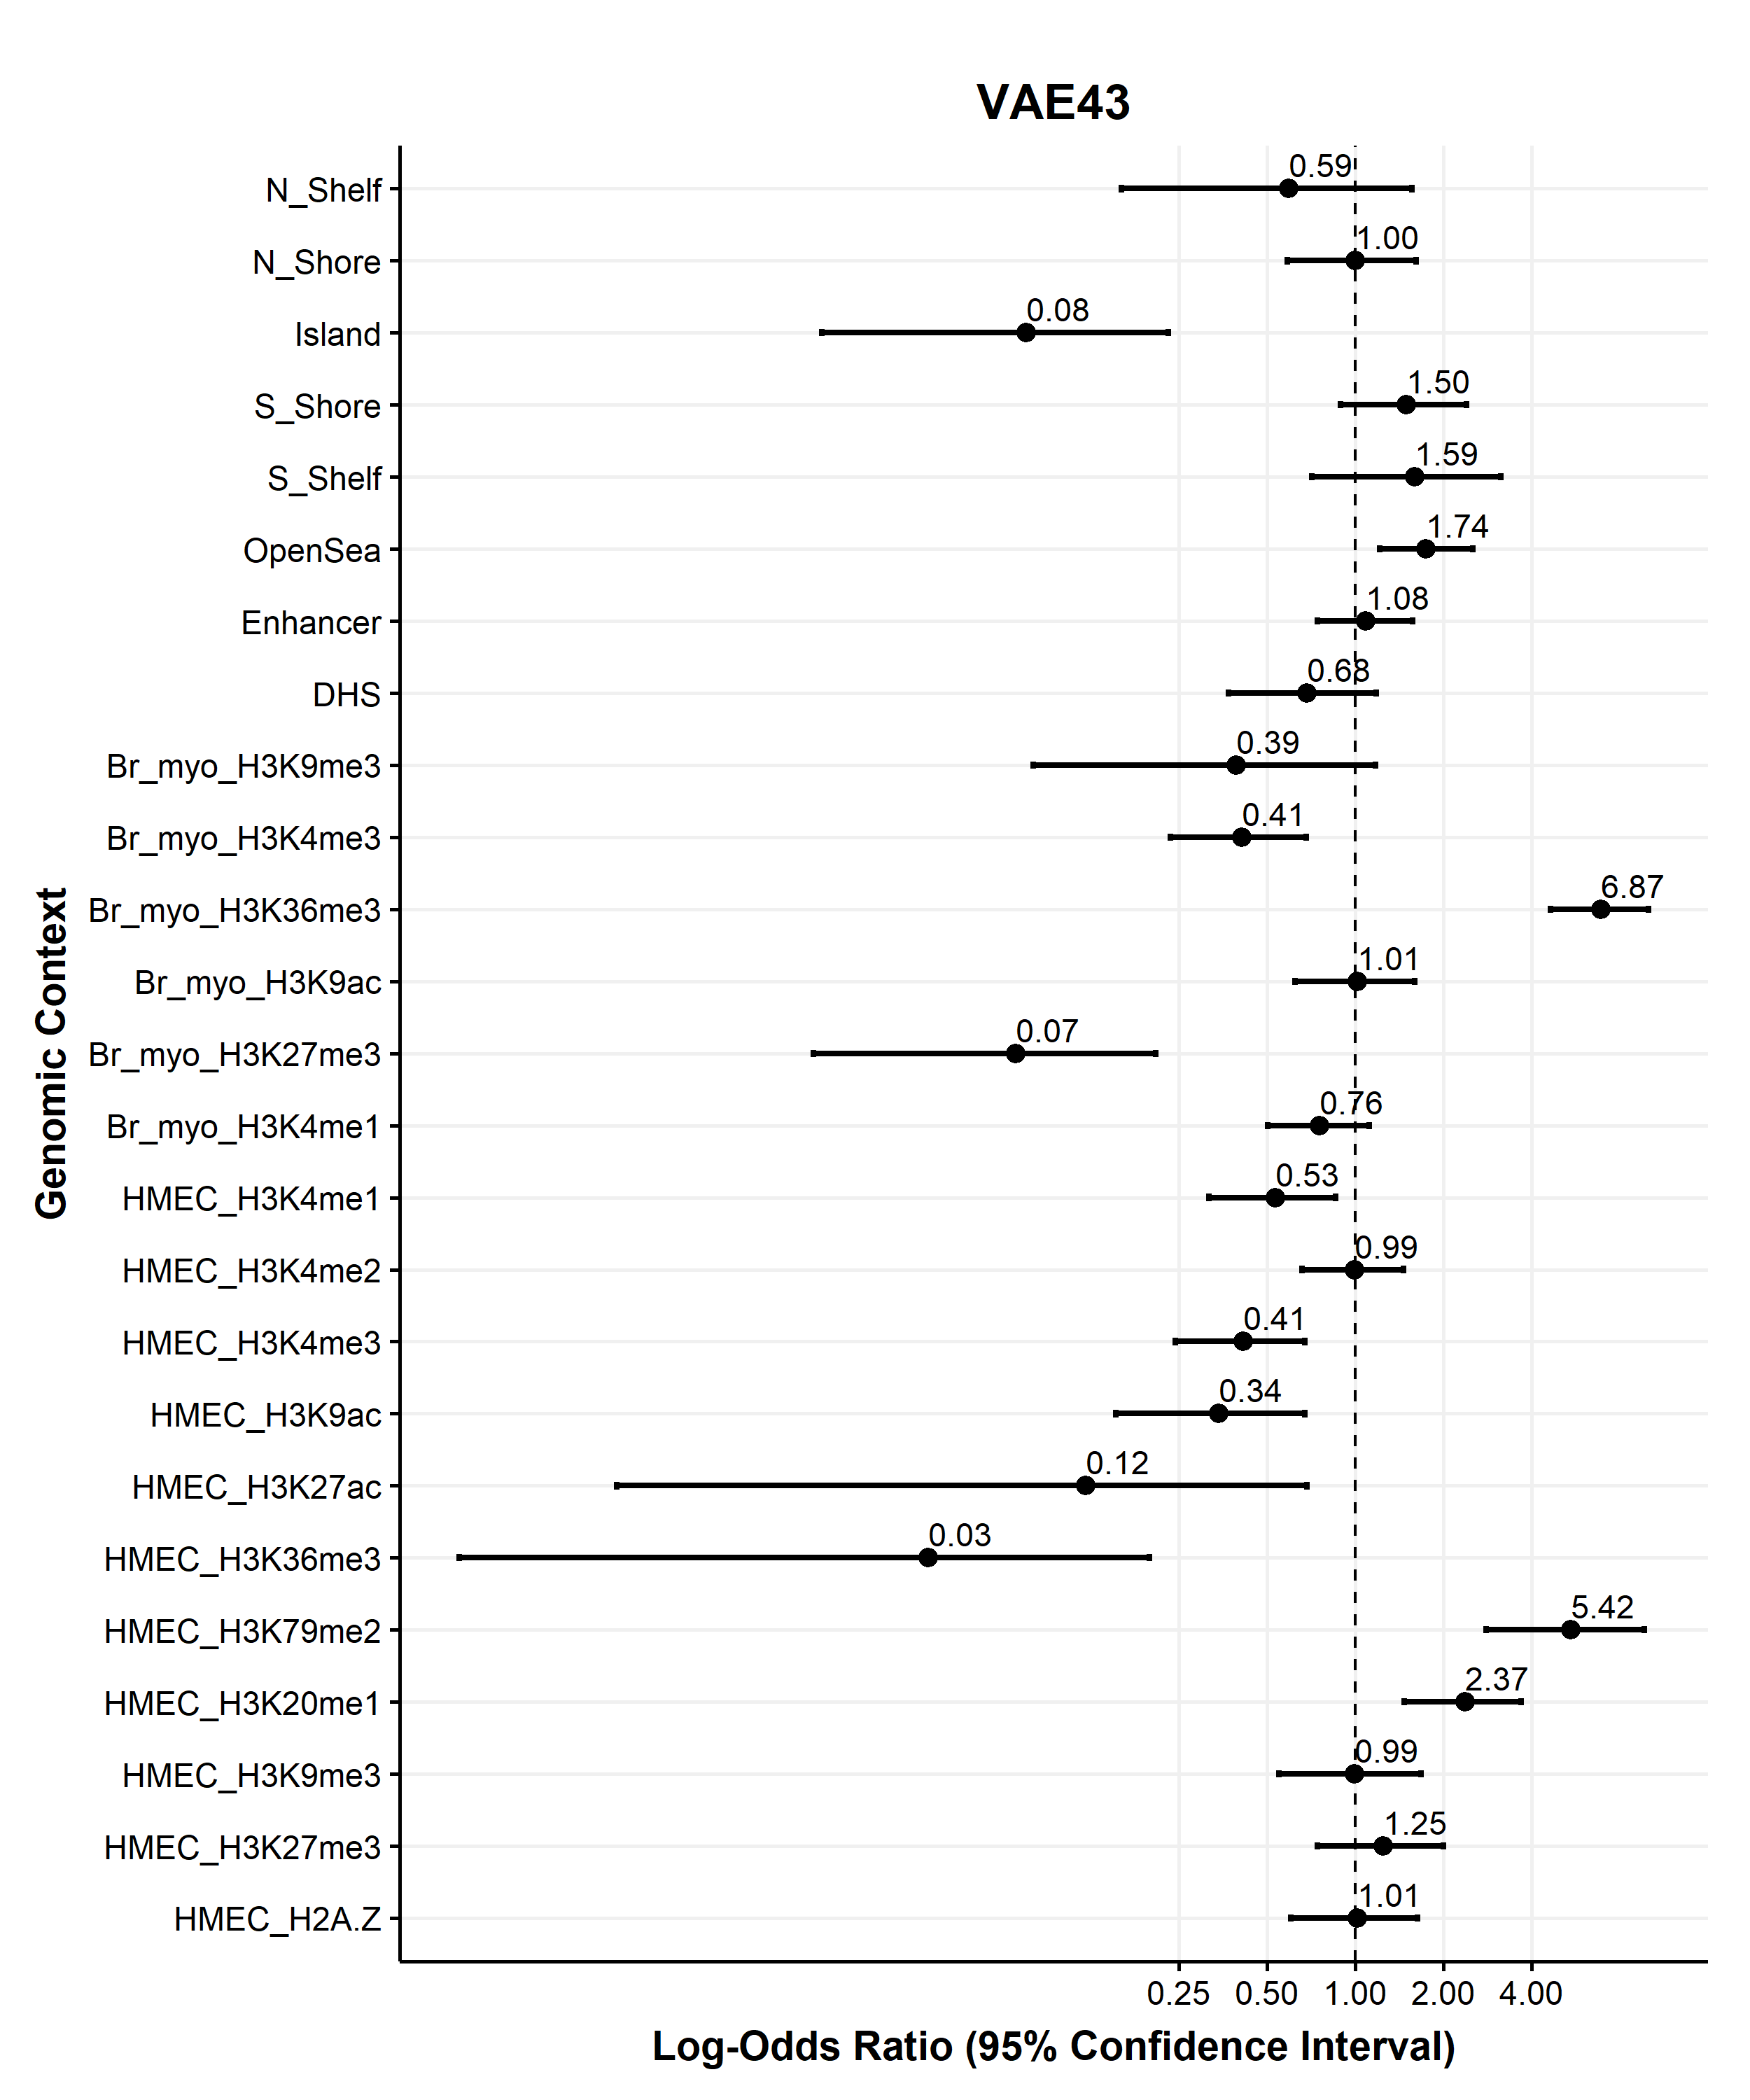 VAE43
Genomic Context
N_Shelf 0.59
N_Shore 1.00
Island 0.08
S_Shore 1.50
S_Shelf 1.59
OpenSea 1.74
Enhancer 1.08
DHS 0.68
Br_myo_H3K9me3 0.39
Br_myo_H3K4me3 0.41
Br_myo_H3K36me3 6.87
Br_myo_H3K9ac 1.01
Br_myo_H3K27me3 0.07
Br_myo_H3K4me1 0.76
HMEC_H3K4me1 0.53
HMEC_H3K4me2 0.99
HMEC_H3K4me3 0.41
HMEC_H3K9ac 0.34
HMEC_H3K27ac 0.12
HMEC_H3K36me3 0.03
HMEC_H3K79me2 5.42
HMEC_H3K20me1 2.37
HMEC_H3K9me3 0.99
HMEC_H3K27me3 1.25
HMEC_H2A.Z 1.01
0.25 0.50 1.00 2.00 4.00
Log-Odds Ratio (95% Confidence Interval)